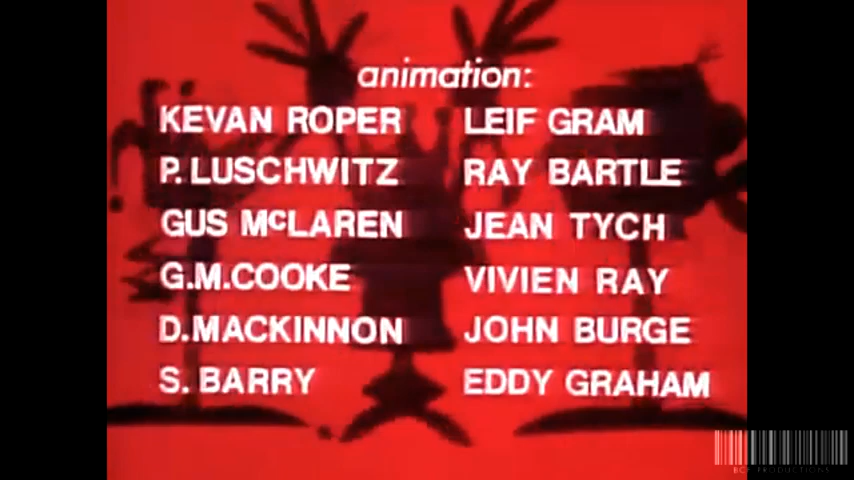 animation:
KEVAN ROPER LEIF GRAM
P. LUSCHWITZ RAY BARTLE
GUS McLAREN JEAN TYCH
G.M.COOKE VIVIEN RAY
D.MACKINNON JOHN BURGE
S. BARRY EDDY GRAHAM
PRODUCTIONS